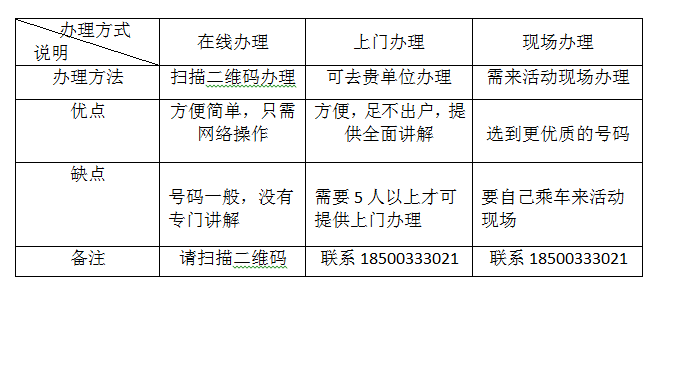 办理方式
说明
在线办理
上门办理
现场办理
办理方法
扫描二维码办理
可去贵单位办理
需来活动现场办理
优点
方便简单，只需
网络操作
方便，足不出户，提
供全面讲解
选到更优质的号码
缺点
号码一般，没有
专门讲解
需要 5 人以上才可
提供上门办理
要自己乘车来活动
现场
备注
请扫描二维码
联系 18500333021
联系 18500333021